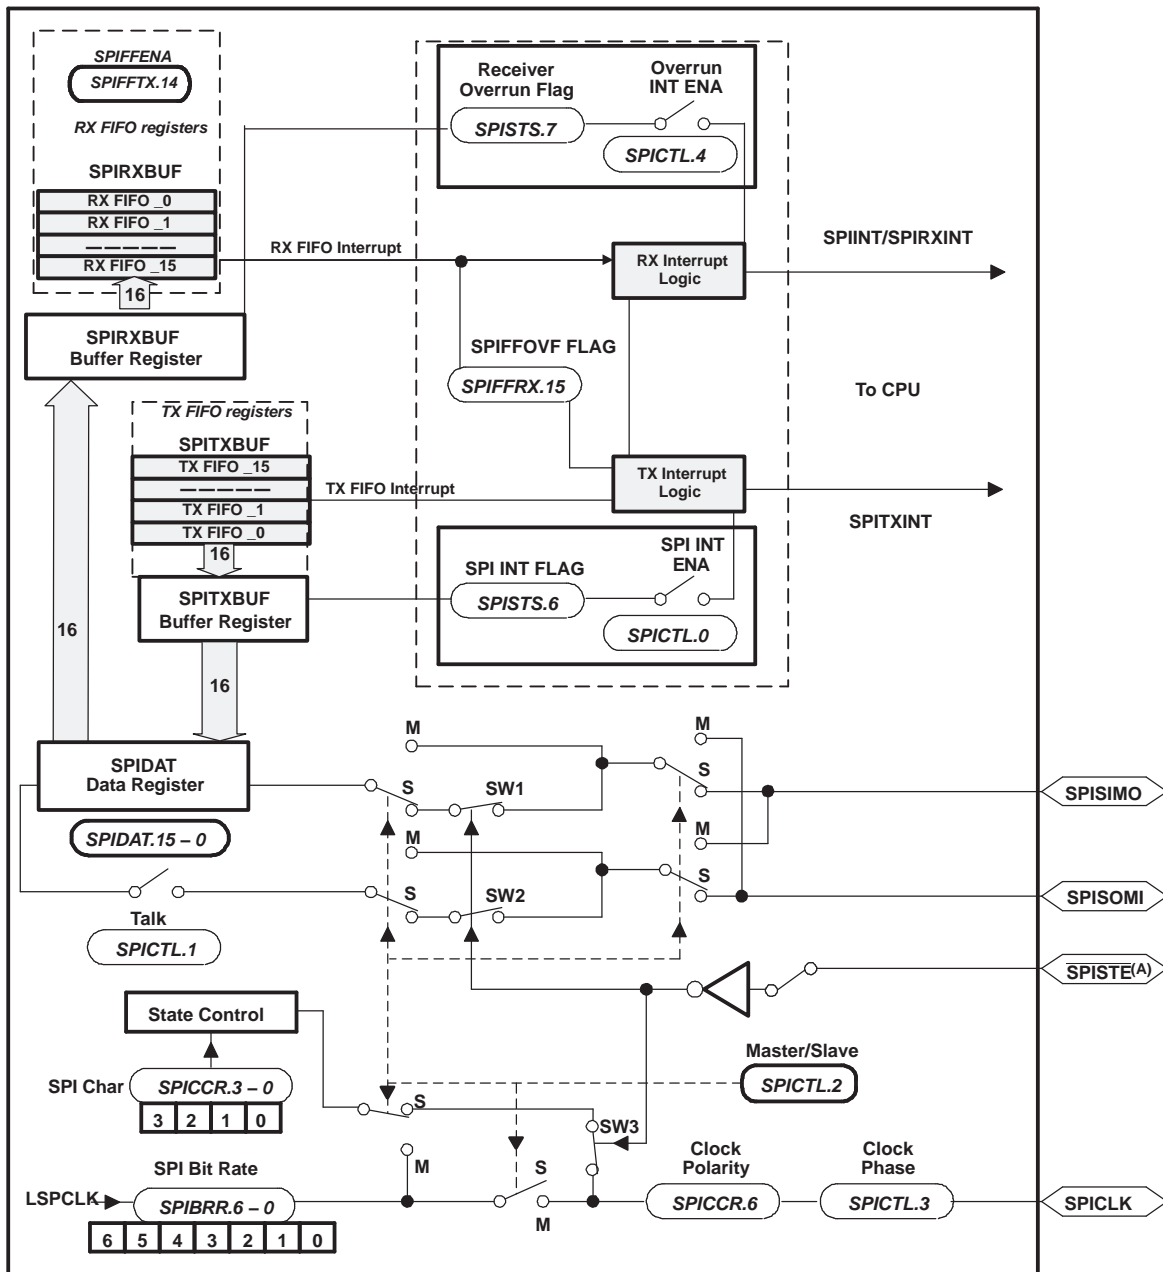 SPIFFENA
SPIFFTX.14
RX FIFO registers
SPIRXBUF
RX FIFO _0
RX FIFO _1
—————
RX FIFO _15
16
SPIRXBUF
Buffer Register
Receiver
Overrun Flag
SPISTS.7
Overrun
INT ENA
SPICTL.4
RX FIFO Interrupt
RX Interrupt
Logic
SPIINT/SPIRXINT
SPIFFOVF FLAG
SPIFFRX.15
To CPU
TX FIFO registers
SPITXBUF
TX FIFO _15
—————
TX FIFO _1
TX FIFO _0
16
TX FIFO Interrupt
TX Interrupt
Logic
SPITXINT
SPITXBUF
Buffer Register
SPI INT FLAG
SPISTS.6
SPI INT
ENA
SPICTL.0
16
16
SPIDAT
Data Register
SPIDAT.15 – 0
M
S
SW1
M
S
SPISIMO
M
S
SW2
M
S
SPISOMI
Talk
SPICTL.1
SPISTE(A)
State Control
SPI Char
SPICCR.3 – 0
3 2 1 0
Master/Slave
SPICTL.2
S
M
SW3
S
M
SPI Bit Rate
LSPCLK
SPIBRR.6 – 0
6 5 4 3 2 1 0
Clock
Polarity
SPICCR.6
Clock
Phase
SPICTL.3
SPICLK